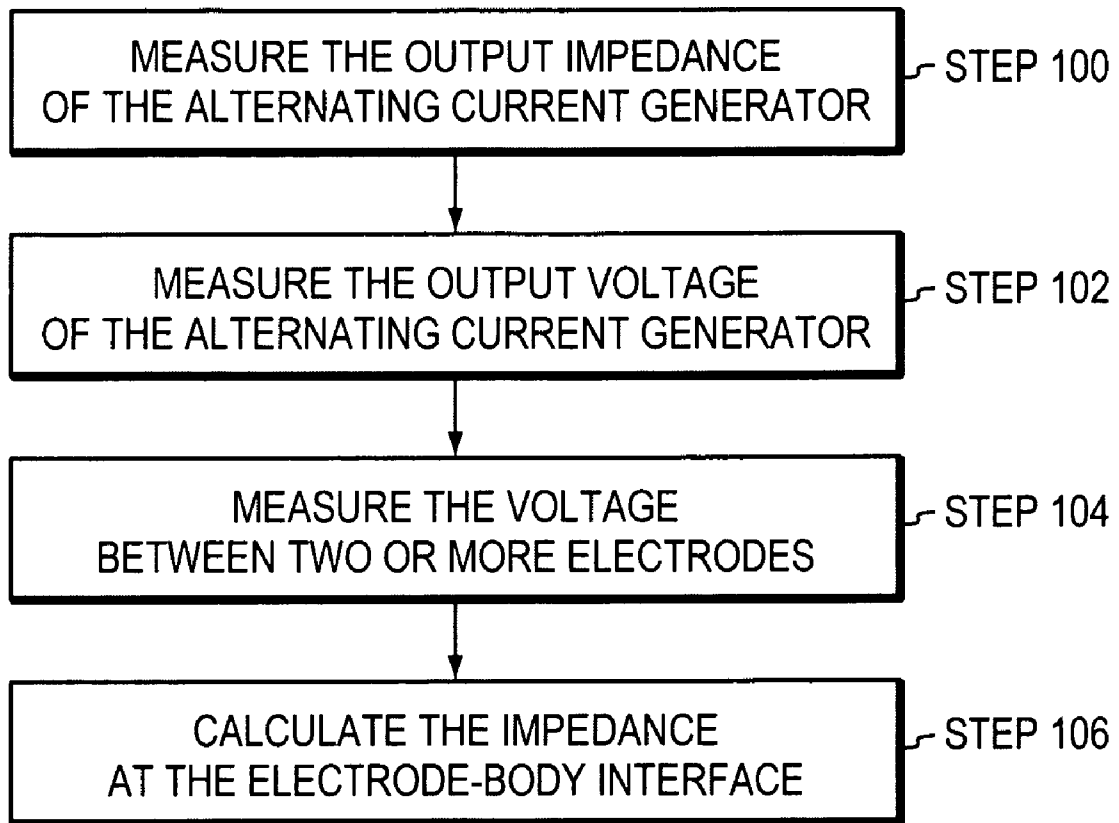 MEASURE THE OUTPUT IMPEDANCE
OF THE ALTERNATING CURRENT GENERATOR
STEP 100
MEASURE THE OUTPUT VOLTAGE
OF THE ALTERNATING CURRENT GENERATOR
STEP 102
MEASURE THE VOLTAGE
BETWEEN TWO OR MORE ELECTRODES
STEP 104
CALCULATE THE IMPEDANCE
AT THE ELECTRODE-BODY INTERFACE
STEP 106